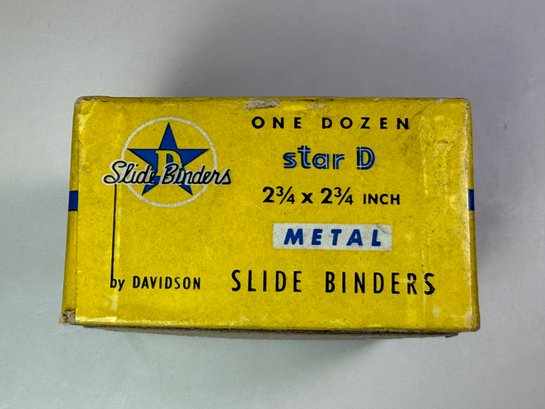 D
Slide Binders
by DAVIDSON
ONE DOZEN
star D
2¾ x 2¾ INCH
METAL
SLIDE BINDERS